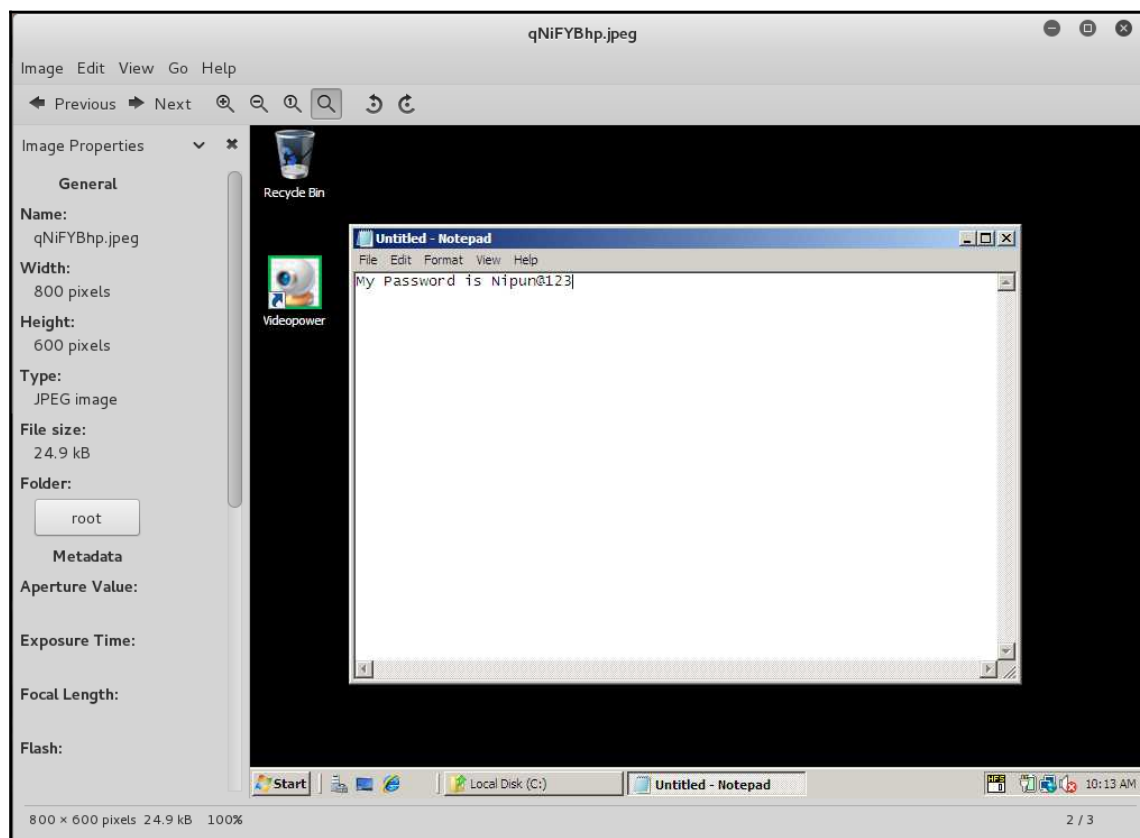 qNiFYBhp.jpeg
Image Edit View Go Help
Previous Next
Image Properties
General
Name:
qNiFYBhp.jpeg
Width:
800 pixels
Height:
600 pixels
Type:
JPEG image
File size:
24.9 kB
Folder:
root
Metadata
Aperture Value:
Exposure Time:
Focal Length:
Flash:
Recycle Bin
Videopower
Untitled - Notepad
File Edit Format View Help
My Password is Nipun@123
Start Local Disk (C:) Untitled - Notepad HFS 10:13 AM
800 × 600 pixels 24.9 kB 100% 2 / 3